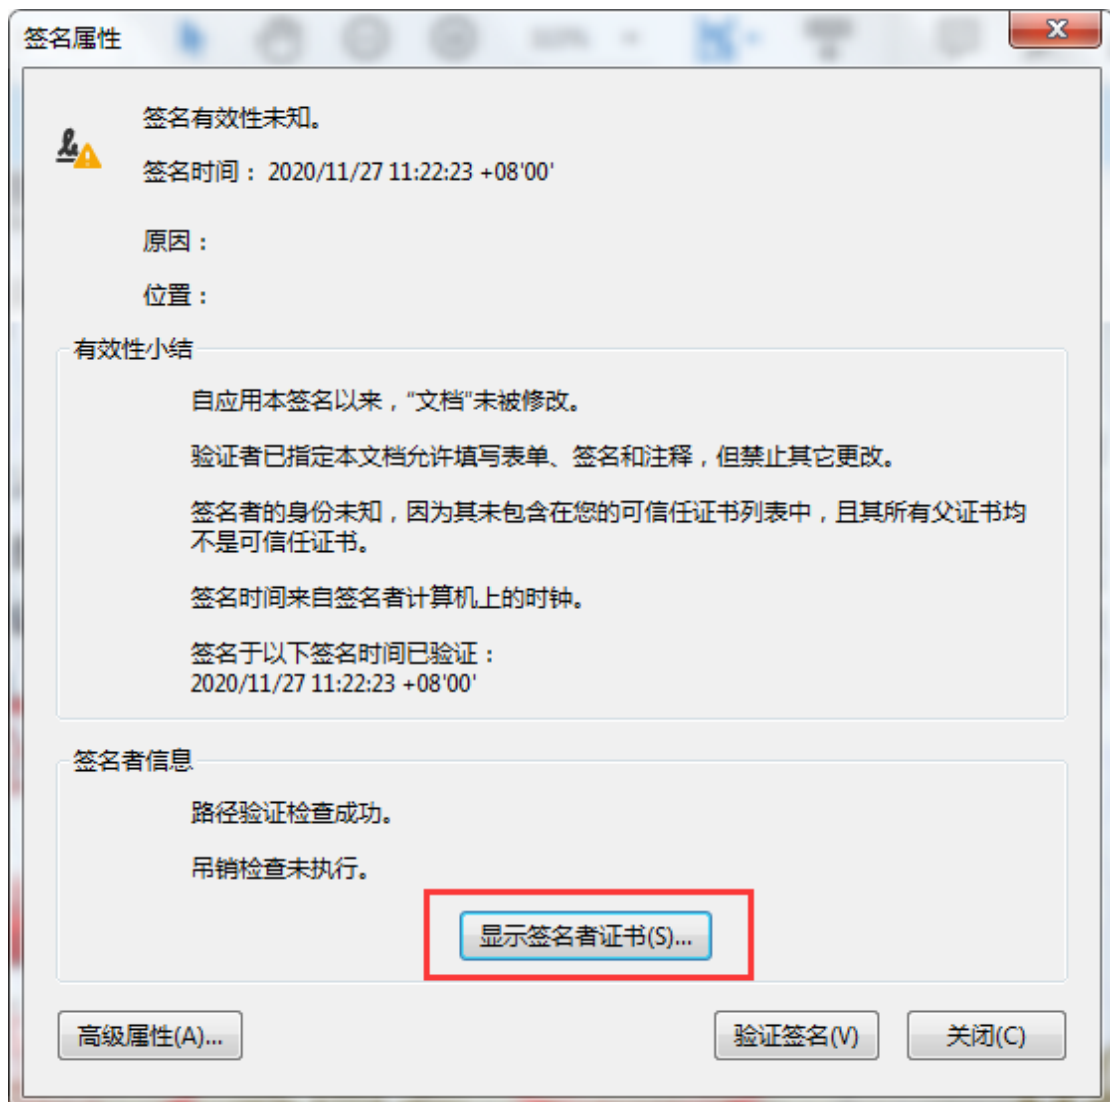 签名属性
签名有效性未知。
签名时间： 2020/11/27 11:22:23 +08'00'
原因：
位置：
有效性小结
自应用本签名以来，“文档”未被修改。
验证者已指定本文档允许填写表单、签名和注释，但禁止其它更改。
签名者的身份未知，因为其未包含在您的可信任证书列表中，且其所有父证书均
不是可信任证书。
签名时间来自签名者计算机上的时钟。
签名于以下签名时间已验证：
2020/11/27 11:22:23 +08'00'
签名者信息
路径验证检查成功。
吊销检查未执行。
显示签名者证书(S)...
高级属性(A)...
验证签名(V)
关闭(C)